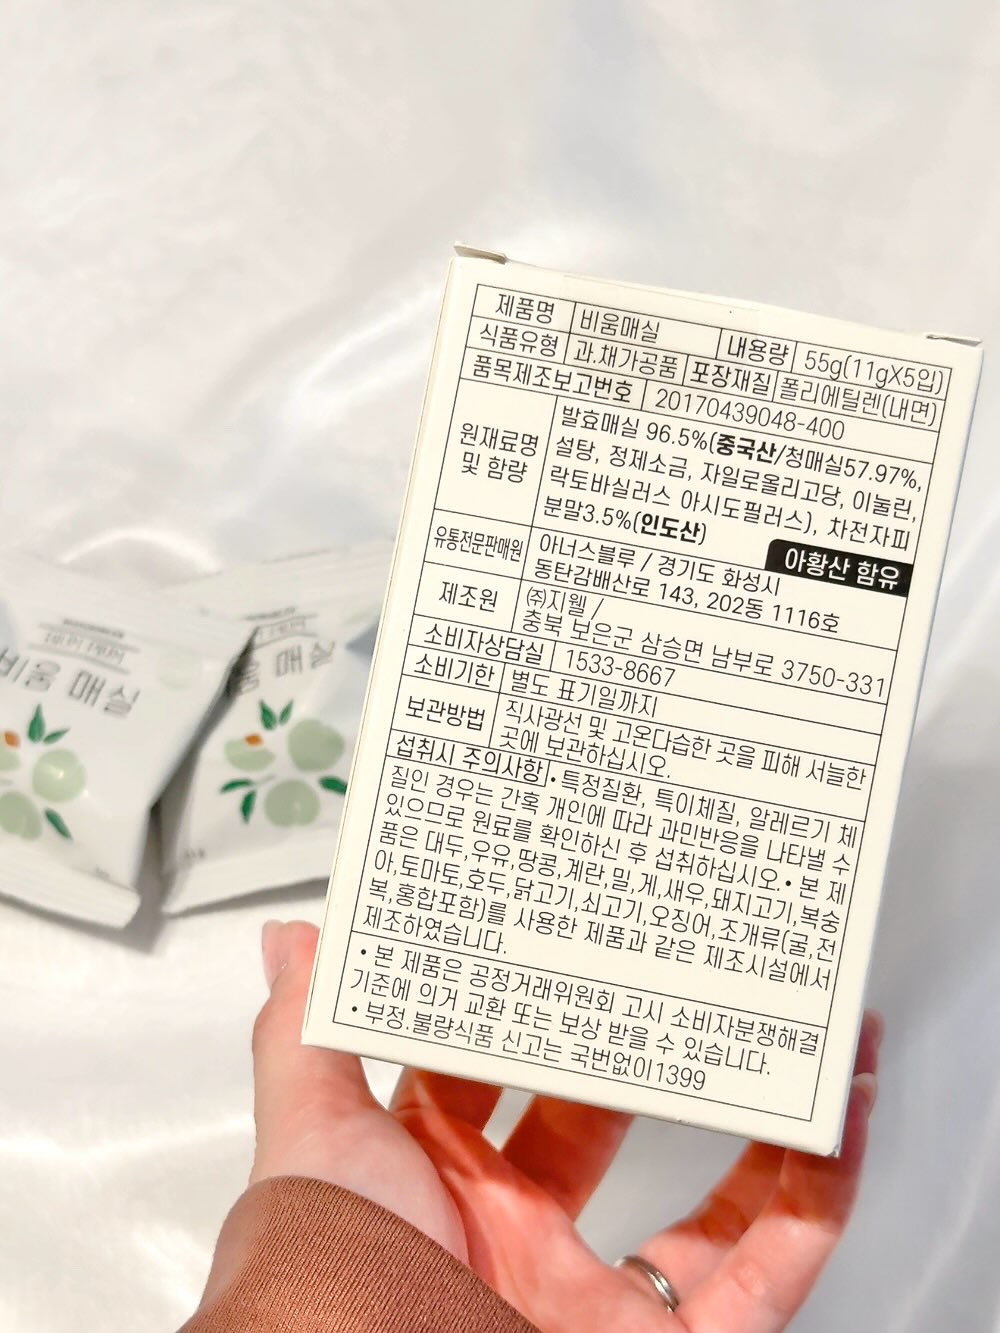 제품명 비움매실 내용량 55g(11gX5입)
식품유형 과.채가공품 포장재질 폴리에틸렌(내면)
품목제조보고번호 20170439048-400
원재료명 및 함량
발효매실 96.5%(중국산/청매실57.97%,
설탕, 정제소금, 자일로올리고당, 이눌린,
락토바실러스 아시도필러스), 차전자피
분말3.5%(인도산)
아황산 함유
유통전문판매원 아너스블루 / 경기도 화성시
동탄감배산로 143, 202동 1116호
제조원 ㈜지웰 /
충북 보은군 삼승면 남부로 3750-331
소비자상담실 1533-8667
소비기한 별도 표기일까지
보관방법 직사광선 및 고온다습한 곳을 피해 서늘한
곳에 보관하십시오.
섭취시 주의사항 • 특정질환, 특이체질, 알레르기 체
질인 경우는 간혹 개인에 따라 과민반응을 나타낼 수
있으므로 원료를 확인하신 후 섭취하십시오. • 본 제
품은 대두,우유,땅콩,계란,밀,게,새우,돼지고기,복숭
아,토마토,호두,닭고기,쇠고기,오징어,조개류(굴,전
복,홍합포함)를 사용한 제품과 같은 제조시설에서
제조하였습니다.
• 본 제품은 공정거래위원회 고시 소비자분쟁해결
기준에 의거 교환 또는 보상 받을 수 있습니다.
• 부정.불량식품 신고는 국번없이1399
비움 매실
움 매실